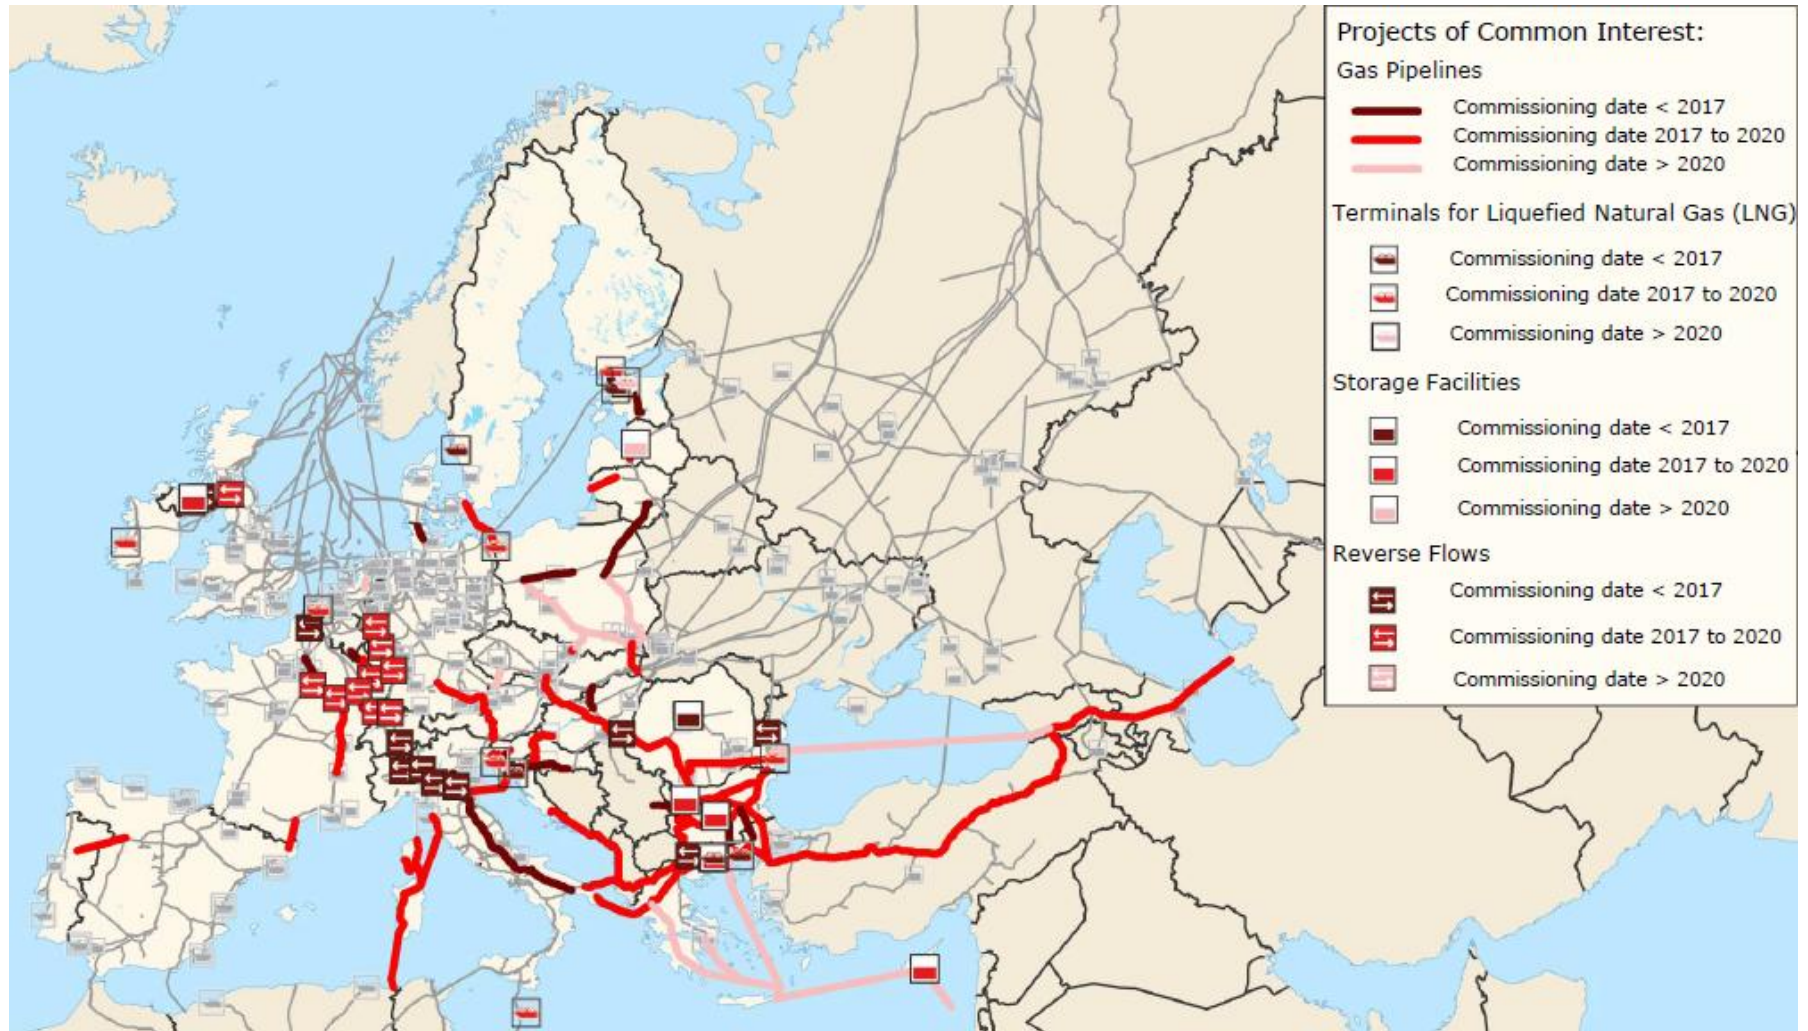 Projects of Common Interest:
Gas Pipelines
Commissioning date < 2017
Commissioning date 2017 to 2020
Commissioning date > 2020
Terminals for Liquefied Natural Gas (LNG)
Commissioning date < 2017
Commissioning date 2017 to 2020
Commissioning date > 2020
Storage Facilities
Commissioning date < 2017
Commissioning date 2017 to 2020
Commissioning date > 2020
Reverse Flows
Commissioning date < 2017
Commissioning date 2017 to 2020
Commissioning date > 2020